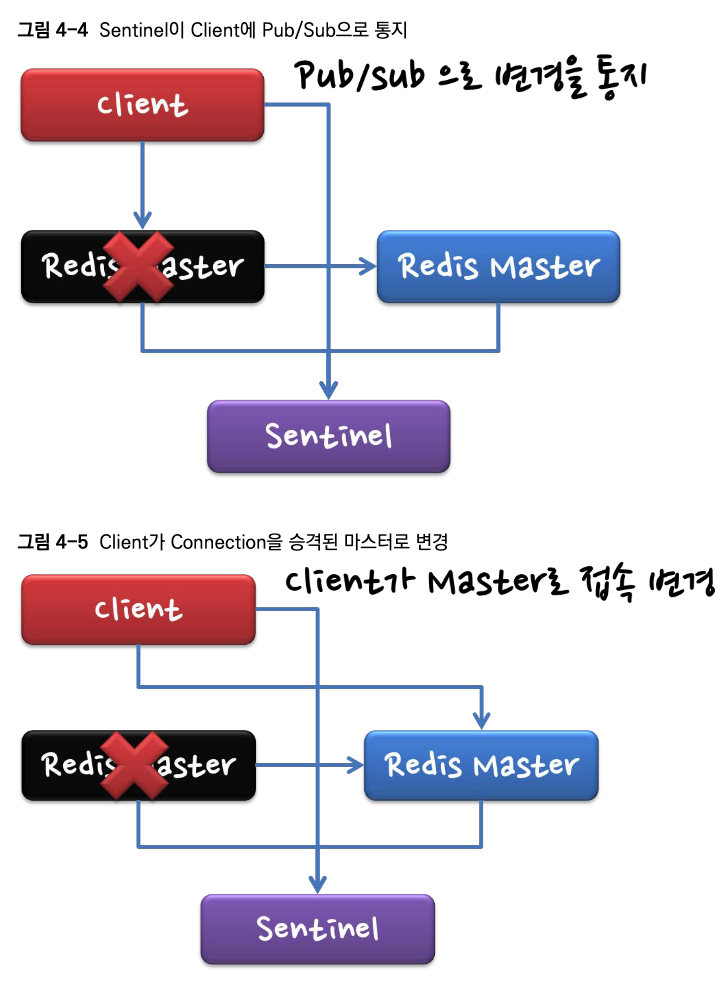 그림 4-4 Sentinel이 Client에 Pub/Sub으로 통지
Pub/sub 으로 변경을 통지
client
Redis Master
Redis Master
Sentinel
그림 4-5 Client가 Connection을 승격된 마스터로 변경
client가 Master로 접속 변경
client
Redis Master
Redis Master
Sentinel